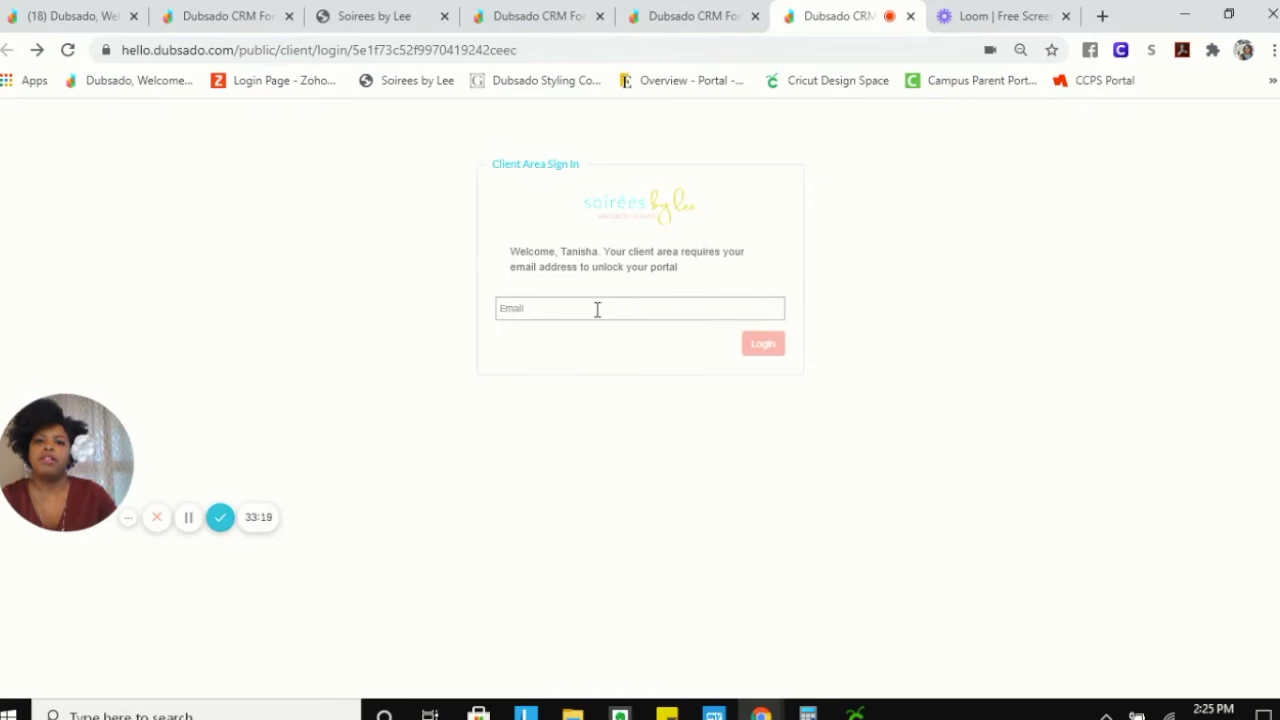 (18) Dubsado, Wel
Dubsado CRM For
Soirees by Lee
Dubsado CRM For
Dubsado CRM For
Dubsado CRM
Loom | Free Scree
hello.dubsado.com/public/client/login/5e1f73c52f9970419242ceec
Apps
Dubsado, Welcome...
Login Page - Zoho...
Soirees by Lee
Dubsado Styling Co...
Overview - Portal -...
Cricut Design Space
Campus Parent Port...
CCPS Portal
»
Client Area Sign In
soirées by lee
Welcome, Tanisha. Your client area requires your
email address to unlock your portal
Email
Login
33:19
Type here to search
2:25 PM